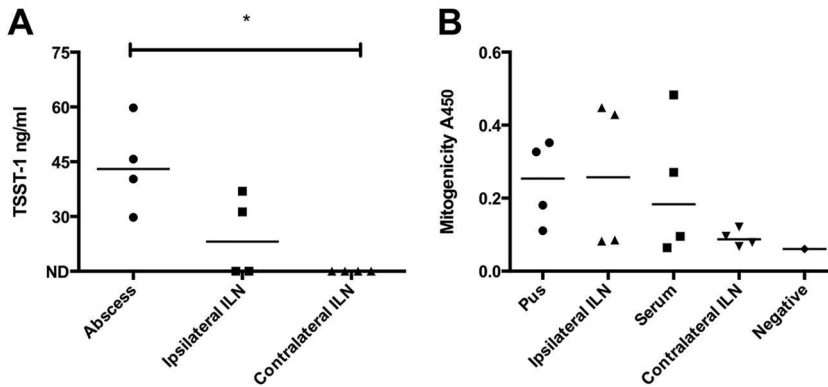 A
*
75
60
45
30
ND
TSST-1 ng/ml
Abscess
Ipsilateral ILN
Contralateral ILN
B
0.6
0.4
0.2
0.0
Mitogenicity A450
Pus
Ipsilateral ILN
Serum
Contralateral ILN
Negative